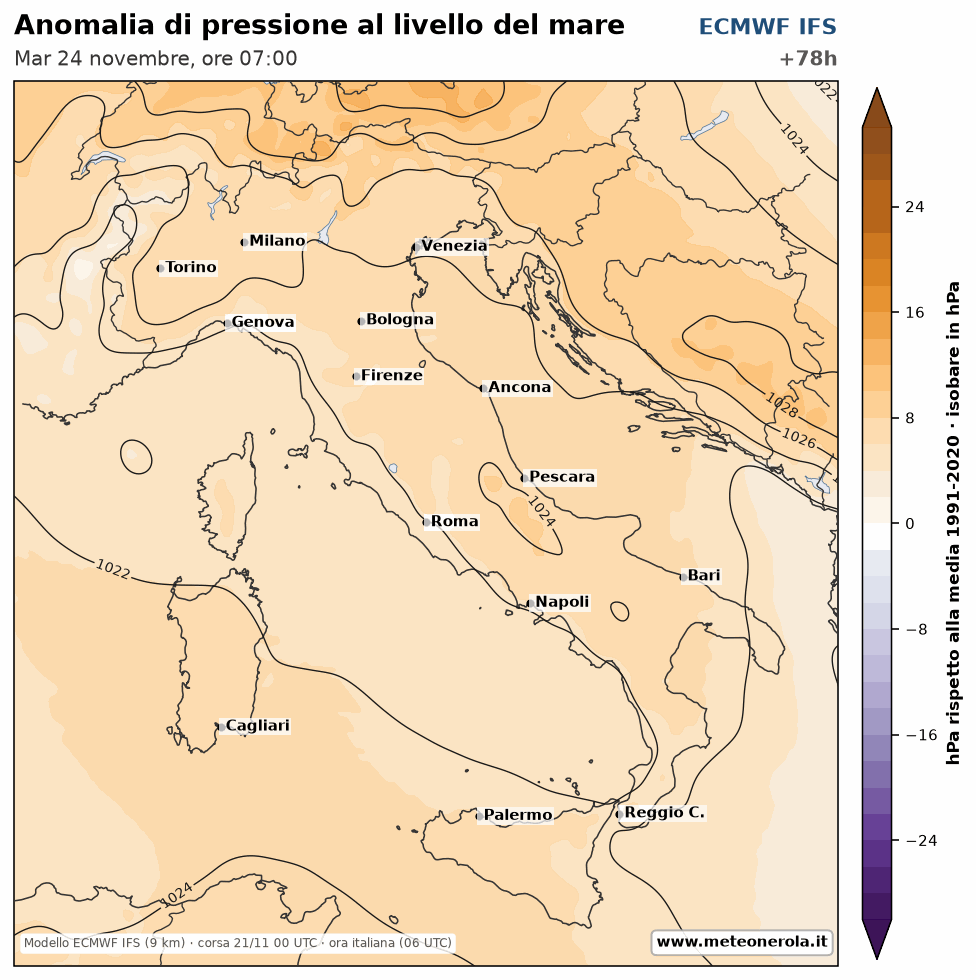 Anomalia di pressione al livello del mare
ECMWF IFS
Mar 24 novembre, ore 07:00
+78h
1024
Milano
Venezia
Torino
Genova
Bologna
Firenze
Ancona
1028
1026
Pescara
1024
Roma
1022
Bari
Napoli
Cagliari
Palermo
Reggio C.
1024
Modello ECMWF IFS (9 km) · corsa 21/11 00 UTC · ora italiana (06 UTC)
www.meteonerola.it
24
16
8
0
−8
−16
−24
hPa rispetto alla media 1991-2020 · isobare in hPa